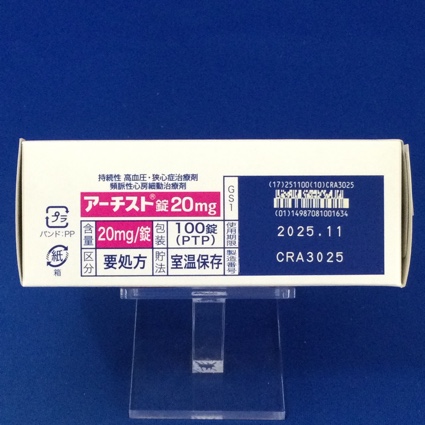 持続性 高血圧・狭心症治療剤
頻脈性心房細動治療剤
アーチスト®錠20mg
プラ
バンド:PP
紙
箱
含量 20mg/錠 包装 100錠(PTP)
区分 要処方 貯法 室温保存
GS1
(17)251100(10)CRA3025
(01)14987081001634
使用期限 2025.11
製造番号 CRA3025